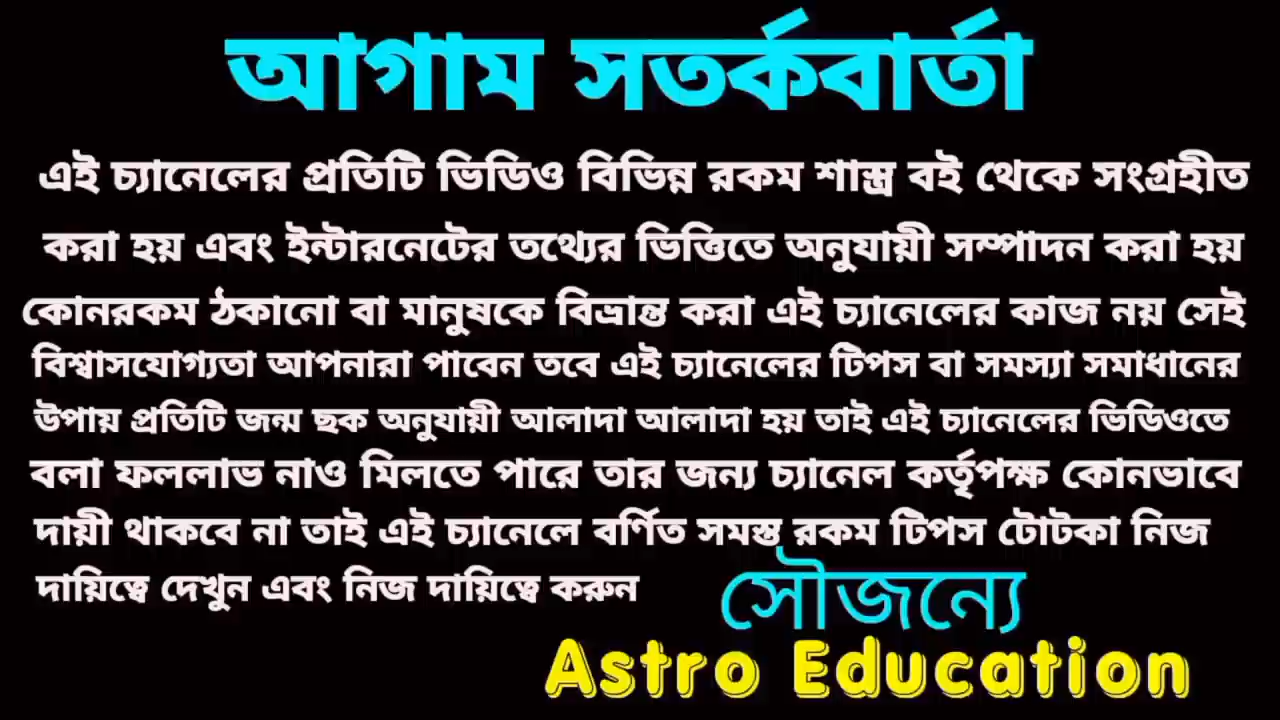 আগাম সতর্কবার্তা
এই চ্যানেলের প্রতিটি ভিডিও বিভিন্ন রকম শাস্ত্র বই থেকে সংগ্রহীত
করা হয় এবং ইন্টারনেটের তথ্যের ভিত্তিতে অনুযায়ী সম্পাদন করা হয়
কোনরকম ঠকানো বা মানুষকে বিভ্রান্ত করা এই চ্যানেলের কাজ নয় সেই
বিশ্বাসযোগ্যতা আপনারা পাবেন তবে এই চ্যানেলের টিপস বা সমস্যা সমাধানের
উপায় প্রতিটি জন্ম ছক অনুযায়ী আলাদা আলাদা হয় তাই এই চ্যানেলের ভিডিওতে
বলা ফললাভ নাও মিলতে পারে তার জন্য চ্যানেল কর্তৃপক্ষ কোনভাবে
দায়ী থাকবে না তাই এই চ্যানেলে বর্ণিত সমস্ত রকম টিপস টোটকা নিজ
দায়িত্বে দেখুন এবং নিজ দায়িত্বে করুন
সৌজন্যে
Astro Education